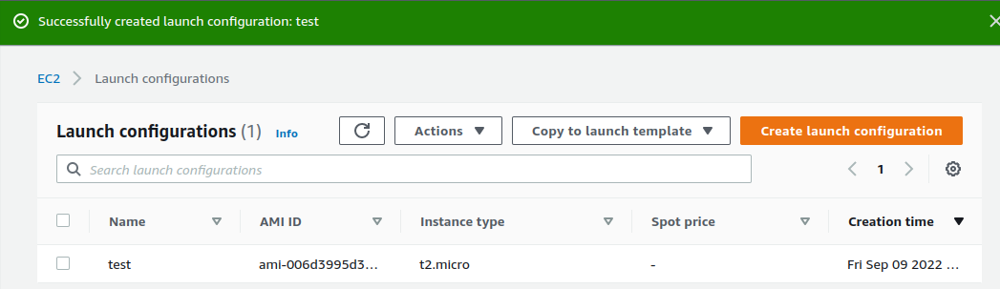 Successfully created launch configuration: test
EC2 Launch configurations
Launch configurations (1) Info Actions Copy to launch template Create launch configuration
Search launch configurations 1
Name AMI ID Instance type Spot price Creation time
test ami-006d3995d3... t2.micro - Fri Sep 09 2022 ...